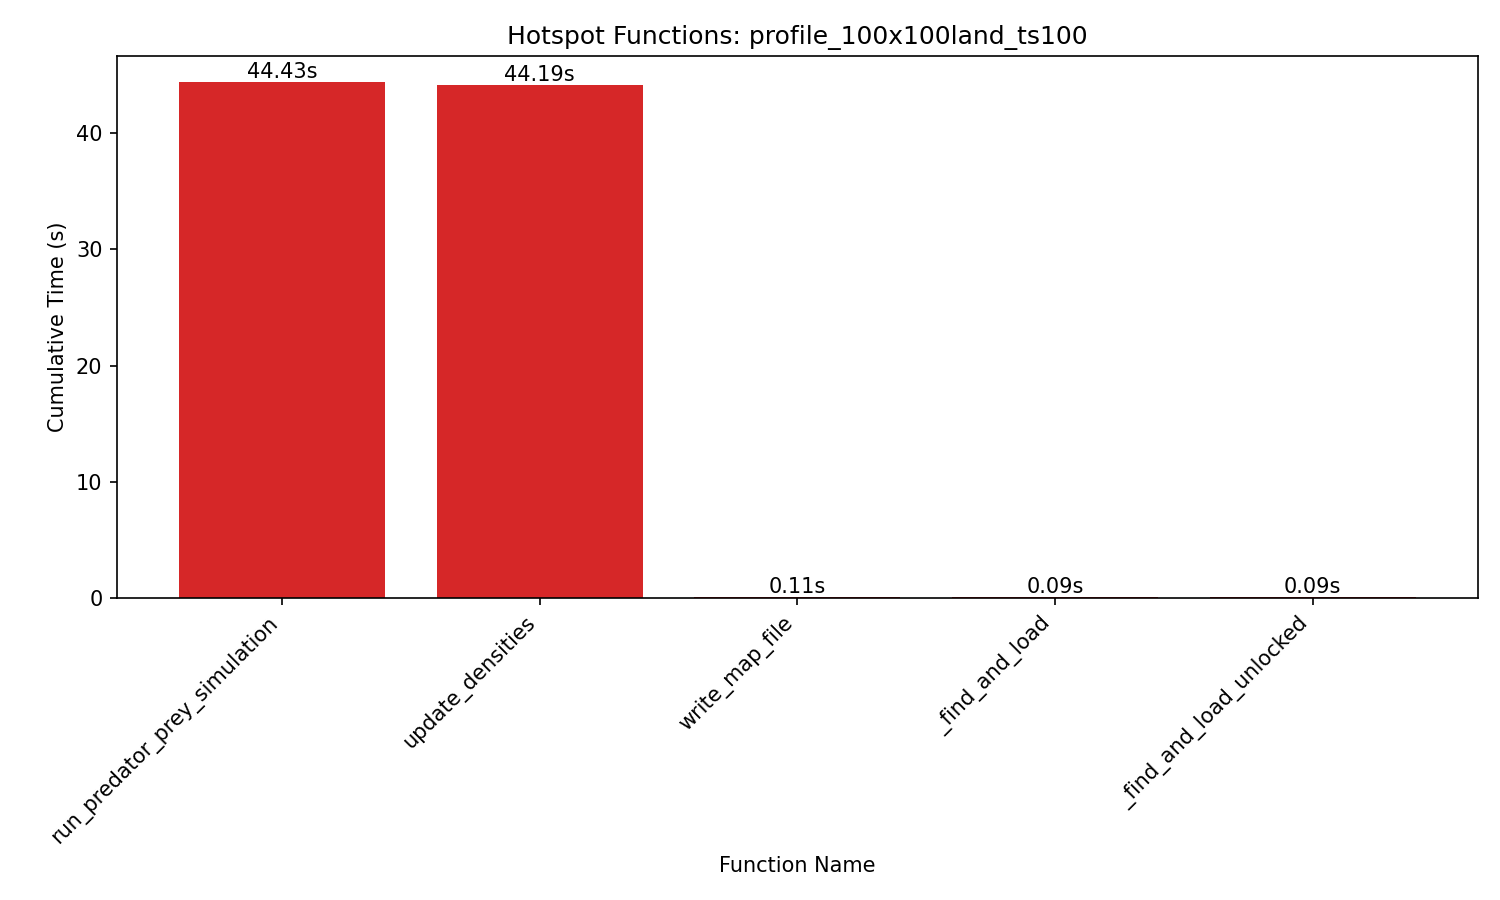 Hotspot Functions: profile_100x100land_ts100
44.43s
44.19s
0.11s
0.09s
0.09s
Cumulative Time (s)
40
30
20
10
0
run_predator_prey_simulation
update_densities
write_map_file
_find_and_load
_find_and_load_unlocked
Function Name